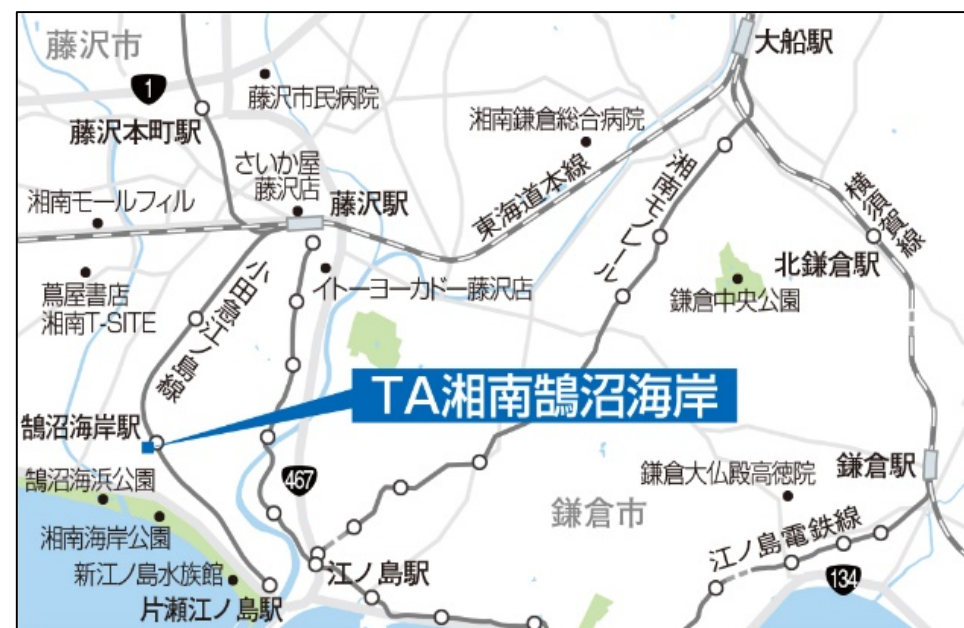 藤沢市
大船駅
1
藤沢市民病院
湘南鎌倉総合病院
藤沢本町駅
さいか屋
藤沢店
湘南モールフィル
藤沢駅
東海道本線
湘南モノレール
横須賀線
北鎌倉駅
小田急江ノ島線
イトーヨーカドー藤沢店
鎌倉中央公園
蔦屋書店
湘南T-SITE
TA湘南鵠沼海岸
鵠沼海岸駅
467
鎌倉大仏殿高徳院
鎌倉駅
鵠沼海浜公園
鎌倉市
湘南海岸公園
江ノ島電鉄線
新江ノ島水族館
江ノ島駅
134
片瀬江ノ島駅